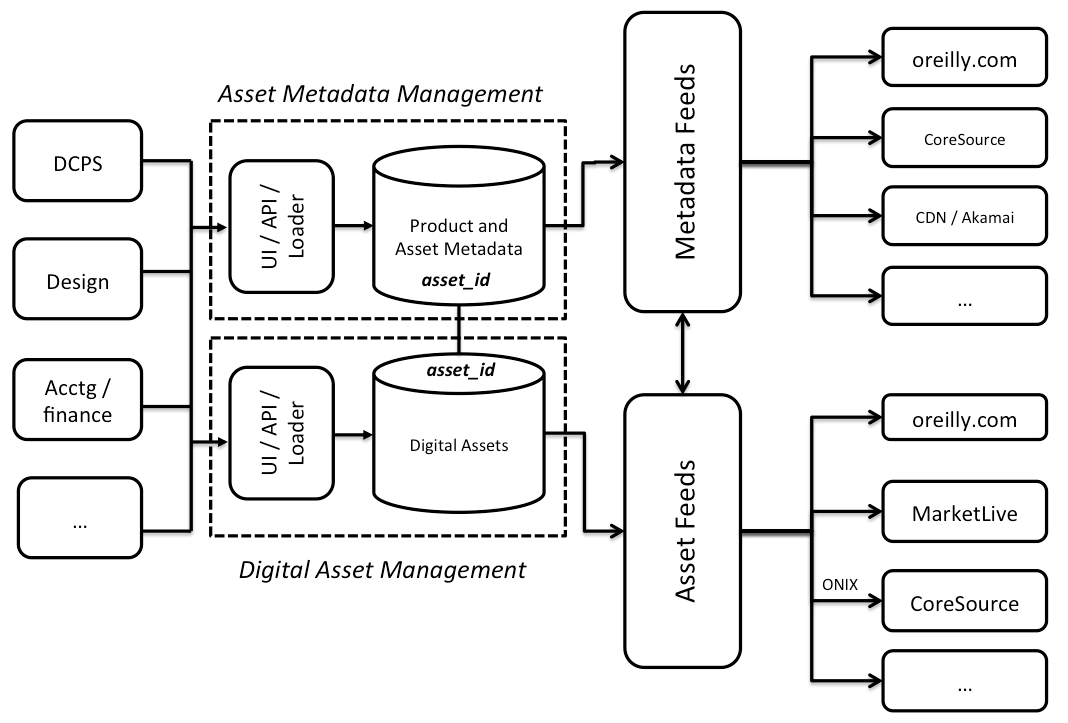 Asset Metadata Management
DCPS
Design
Acctg /
finance
...
UI / API /
Loader
Product and
Asset Metadata
asset_id
UI / API /
Loader
asset_id
Digital Assets
Digital Asset Management
Metadata Feeds
Asset Feeds
oreilly.com
CoreSource
CDN / Akamai
...
oreilly.com
MarketLive
ONIX
CoreSource
...